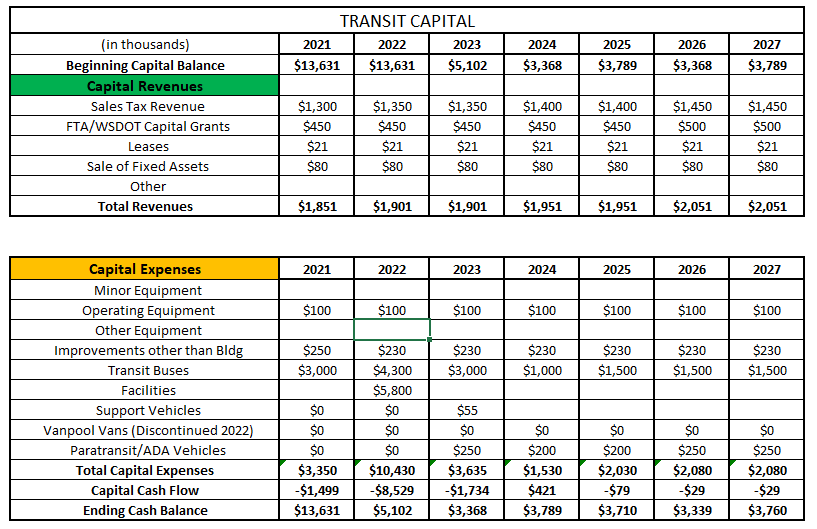 TRANSIT CAPITAL
(in thousands) 2021 2022 2023 2024 2025 2026 2027
Beginning Capital Balance $13,631 $13,631 $5,102 $3,368 $3,789 $3,368 $3,789
Capital Revenues
Sales Tax Revenue $1,300 $1,350 $1,350 $1,400 $1,400 $1,450 $1,450
FTA/WSDOT Capital Grants $450 $450 $450 $450 $450 $500 $500
Leases $21 $21 $21 $21 $21 $21 $21
Sale of Fixed Assets $80 $80 $80 $80 $80 $80 $80
Other
Total Revenues $1,851 $1,901 $1,901 $1,951 $1,951 $2,051 $2,051
Capital Expenses 2021 2022 2023 2024 2025 2026 2027
Minor Equipment
Operating Equipment $100 $100 $100 $100 $100 $100 $100
Other Equipment
Improvements other than Bldg $250 $230 $230 $230 $230 $230 $230
Transit Buses $3,000 $4,300 $3,000 $1,000 $1,500 $1,500 $1,500
Facilities $5,800
Support Vehicles $0 $0 $55
Vanpool Vans (Discontinued 2022) $0 $0 $0 $0 $0 $0 $0
Paratransit/ADA Vehicles $0 $0 $250 $200 $200 $250 $250
Total Capital Expenses $3,350 $10,430 $3,635 $1,530 $2,030 $2,080 $2,080
Capital Cash Flow -$1,499 -$8,529 -$1,734 $421 -$79 -$29 -$29
Ending Cash Balance $13,631 $5,102 $3,368 $3,789 $3,710 $3,339 $3,760